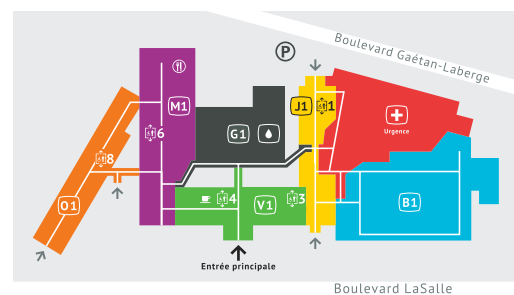 Boulevard Gaétan-Laberge
P
M1
J1
1
6
G1
Urgence
8
O1
4
V1
3
B1
Entrée principale
Boulevard LaSalle